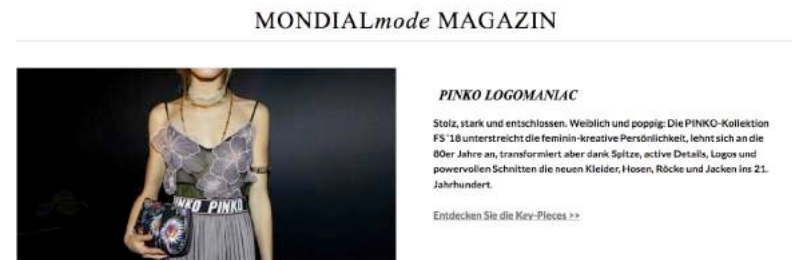 MONDIALmode MAGAZIN
PINKO LOGOMANIAC
Stolz, stark und entschlossen. Weiblich und poppig: Die PINKO-Kollektion
FS '18 unterstreicht die feminin-kreative Persönlichkeit, lehnt sich an die
80er Jahre an, transformiert aber dank Spitze, active Details, Logos und
powervollen Schnitten die neuen Kleider, Hosen, Röcke und Jacken ins 21.
Jahrhundert.
Entdecken Sie die Key-Pieces >>
PINKO